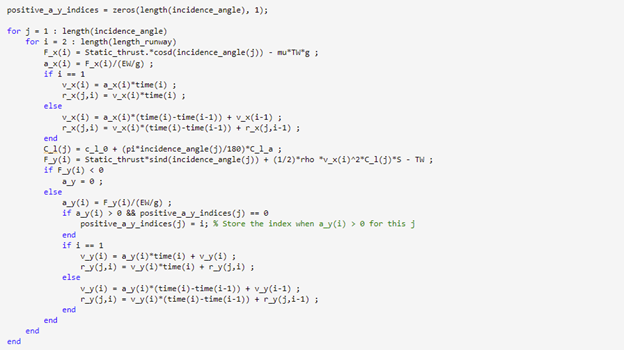 positive_a_y_indices = zeros(length(incidence_angle), 1);
for j = 1 : length(incidence_angle)
for i = 2 : length(length_runway)
F_x(i) = Static_thrust.*cosd(incidence_angle(j)) - mu*TW*g ;
a_x(i) = F_x(i)/(EW/g) ;
if i == 1
v_x(i) = a_x(i)*time(i) ;
r_x(j,i) = v_x(i)*time(i) ;
else
v_x(i) = a_x(i)*(time(i)-time(i-1)) + v_x(i-1) ;
r_x(j,i) = v_x(i)*(time(i)-time(i-1)) + r_x(j,i-1) ;
end
C_l(j) = c_l_0 + (pi*incidence_angle(j)/180)*C_l_a ;
F_y(i) = Static_thrust*sind(incidence_angle(j)) + (1/2)*rho *v_x(i)^2*C_l(j)*S - TW ;
if F_y(i) < 0
a_y = 0 ;
else
a_y(i) = F_y(i)/(EW/g) ;
if a_y(i) > 0 && positive_a_y_indices(j) == 0
positive_a_y_indices(j) = i; % Store the index when a_y(i) > 0 for this j
end
if i == 1
v_y(i) = a_y(i)*time(i) + v_y(i) ;
r_y(j,i) = v_y(i)*time(i) + r_y(j,i) ;
else
v_y(i) = a_y(i)*(time(i)-time(i-1)) + v_y(i-1) ;
r_y(j,i) = v_y(i)*(time(i)-time(i-1)) + r_y(j,i-1) ;
end
end
end
end